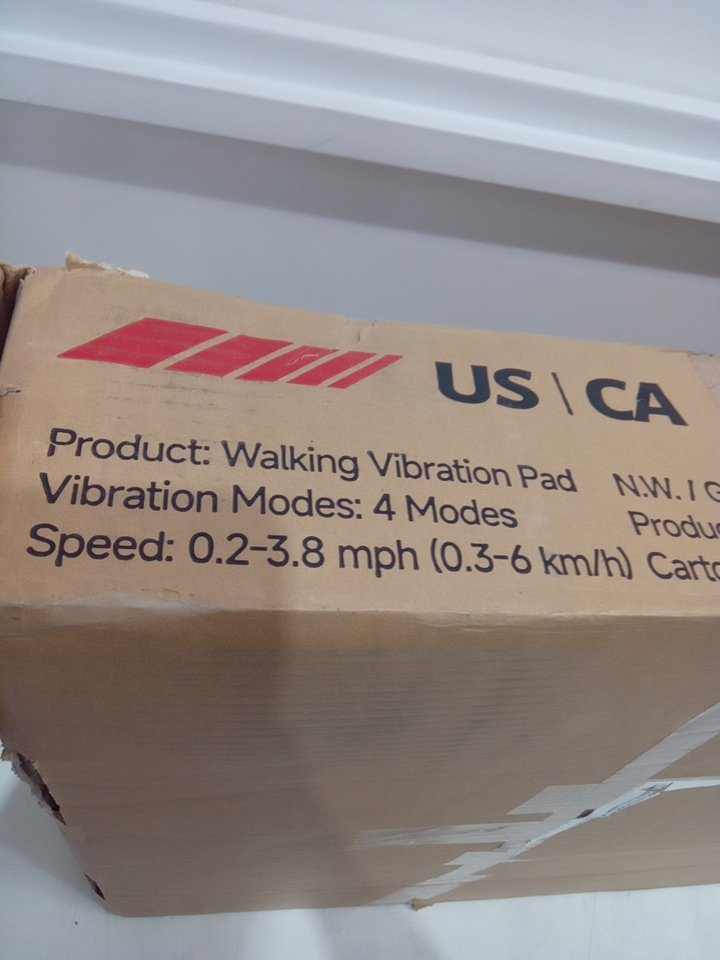 US | CA
Product: Walking Vibration Pad
Vibration Modes: 4 Modes
Speed: 0.2-3.8 mph (0.3-6 km/h)
N.W. / G